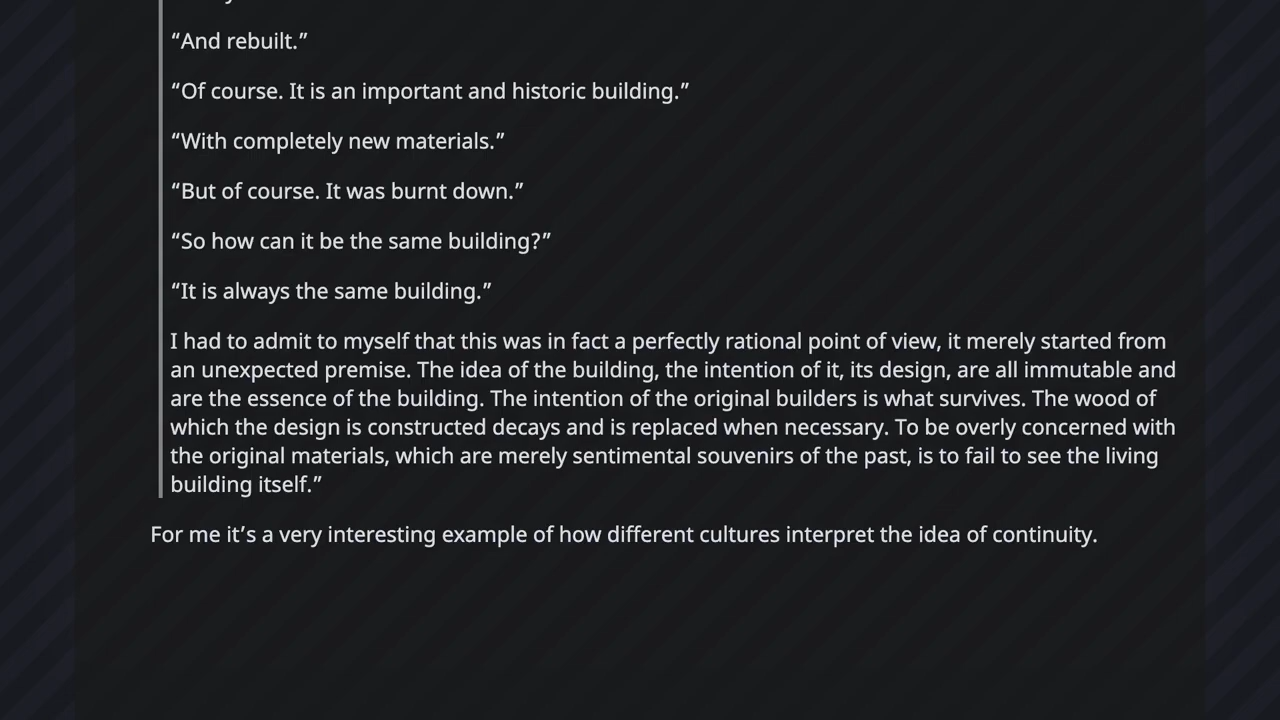 “And rebuilt.”
“Of course. It is an important and historic building.”
“With completely new materials.”
“But of course. It was burnt down.”
“So how can it be the same building?”
“It is always the same building.”
I had to admit to myself that this was in fact a perfectly rational point of view, it merely started from
an unexpected premise. The idea of the building, the intention of it, its design, are all immutable and
are the essence of the building. The intention of the original builders is what survives. The wood of
which the design is constructed decays and is replaced when necessary. To be overly concerned with
the original materials, which are merely sentimental souvenirs of the past, is to fail to see the living
building itself.”
For me it’s a very interesting example of how different cultures interpret the idea of continuity.